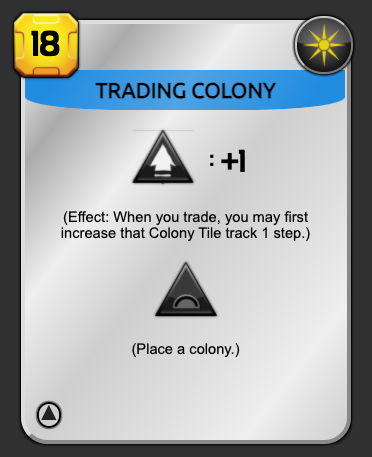 18
TRADING COLONY
: +1
(Effect: When you trade, you may first
increase that Colony Tile track 1 step.)
(Place a colony.)